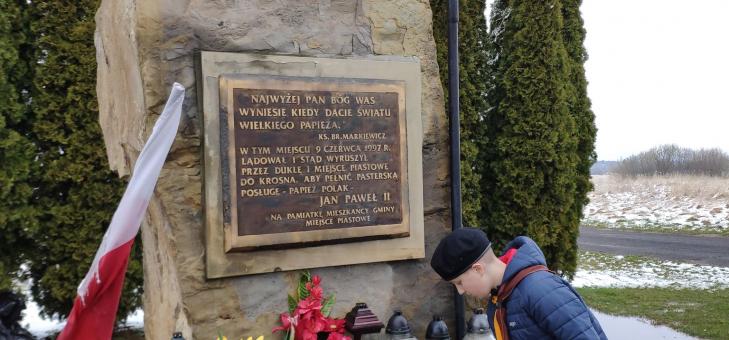 NAJWYŻEJ PAN BÓG WAS
WYNIESIE KIEDY DACIE ŚWIATU
WIELKIEGO PAPIEŻA.
KS. BR. MARKIEWICZ
W TYM MIEJSCU 9 CZERWCA 1997 R.
LĄDOWAŁ I STĄD WYRUSZYŁ
PRZEZ DUKLĘ I MIEJSCE PIASTOWE
DO KROSNA, ABY PEŁNIĆ PASTERSKĄ
POSŁUGĘ - PAPIEŻ POLAK -
JAN PAWEŁ II
NA PAMIĄTKĘ MIESZKAŃCY GMINY
MIEJSCE PIASTOWE